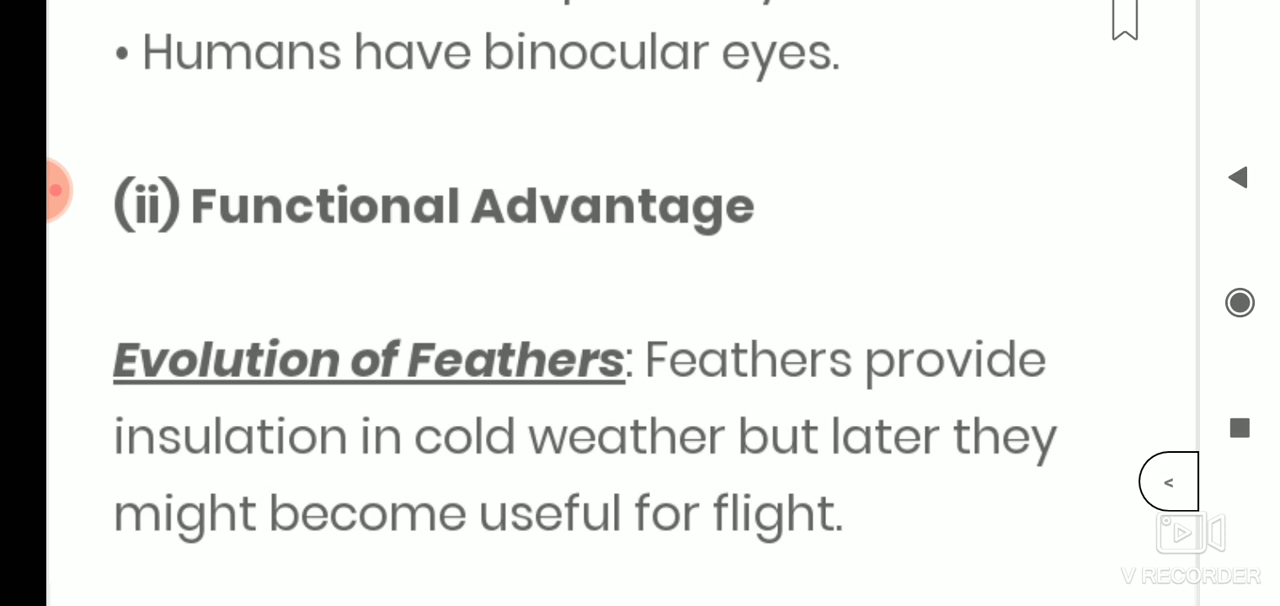 • Humans have binocular eyes.
(ii) Functional Advantage
Evolution of Feathers: Feathers provide
insulation in cold weather but later they
might become useful for flight.
<
V RECORDER